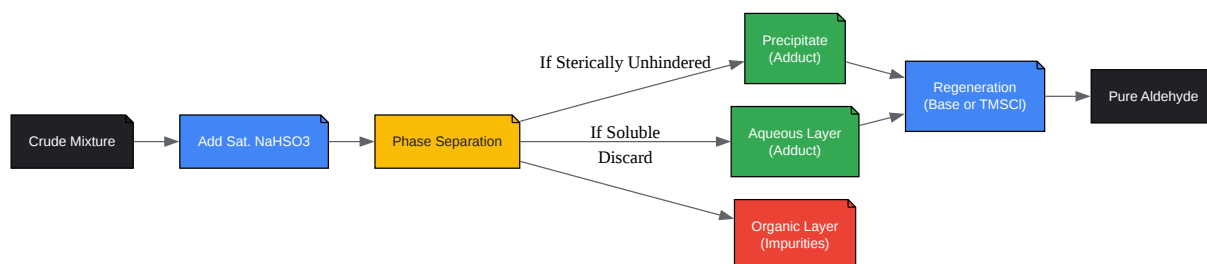 Crude Mixture
Add Sat. NaHSO3
Phase Separation
If Sterically Unhindered
If Soluble
Discard
Precipitate
(Adduct)
Aqueous Layer
(Adduct)
Organic Layer
(Impurities)
Regeneration
(Base or TMSCl)
Pure Aldehyde